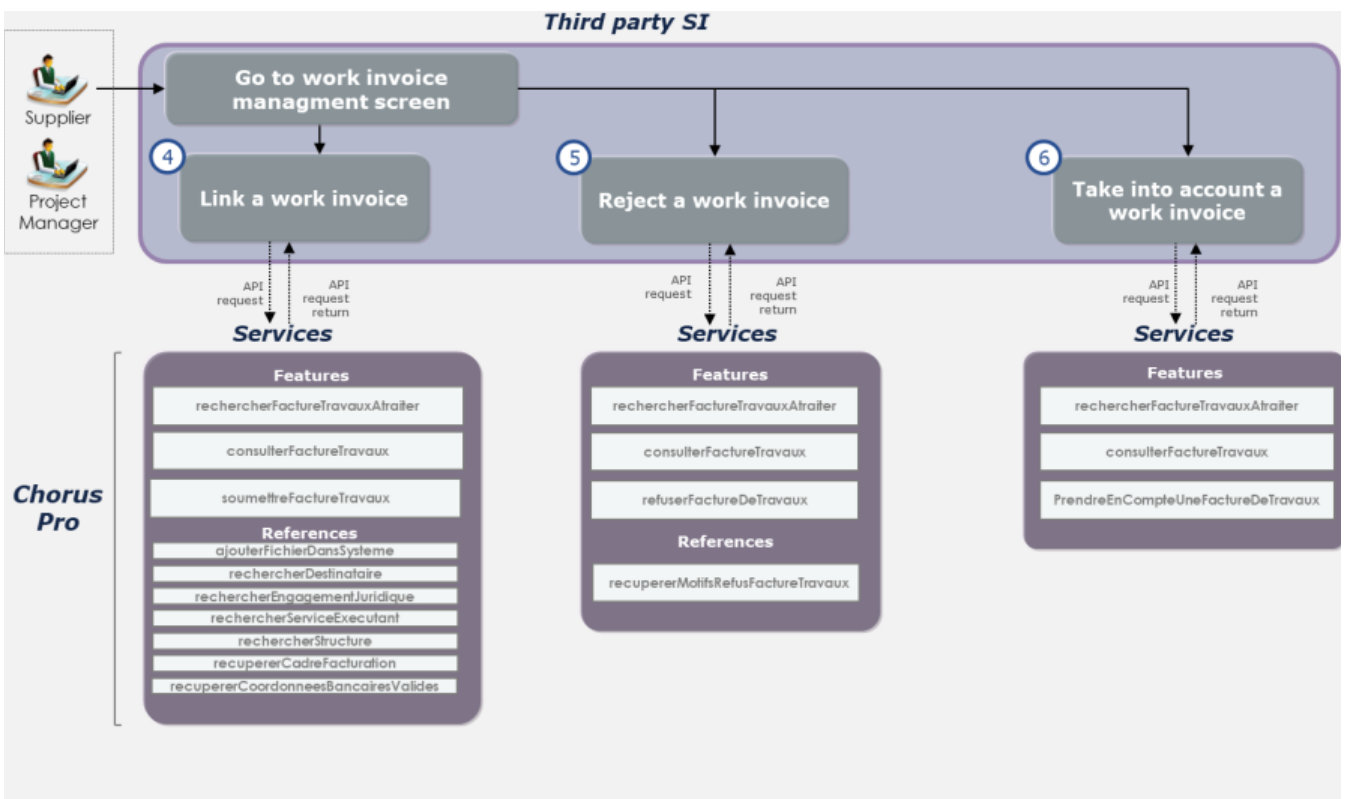 Third party SI
Supplier
Project
Manager
Go to work invoice
managment screen
4
Link a work invoice
5
Reject a work invoice
6
Take into account a
work invoice
API
request
API
request
return
API
request
API
request
return
API
request
API
request
return
Chorus
Pro
Services
Features
rechercherFactureTravauxAtraiter
consulterFactureTravaux
soumettreFactureTravaux
References
ajouterFichierDansSysteme
rechercherDestinataire
rechercherEngagementJuridique
rechercherServiceExecutant
rechercherStructure
recupererCadreFacturation
recupererCoordonneesBancairesValides
Services
Features
rechercherFactureTravauxAtraiter
consulterFactureTravaux
refuserFactureDeTravaux
References
recupererMotifsRefusFactureTravaux
Services
Features
rechercherFactureTravauxAtraiter
consulterFactureTravaux
PrendreEnCompteUneFactureDeTravaux